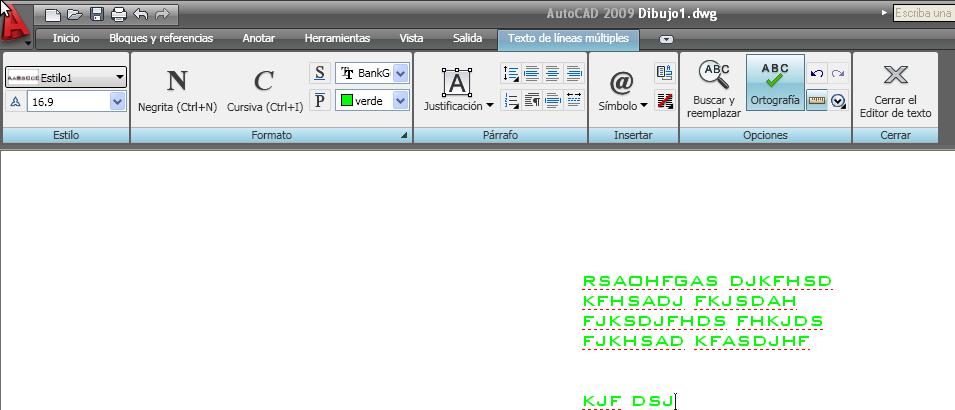 AutoCAD 2009 Dibujo1.dwg
Escriba una
Inicio Bloques y referencias Anotar Herramientas Vista Salida Texto de líneas múltiples
Estilo1
16.9
Estilo
N
Negrita (Ctrl+N)
C
Cursiva (Ctrl+I)
S
P
BankG
verde
Formato
A
Justificación
Párrafo
@
Símbolo
Insertar
ABC
Buscar y
reemplazar
ABC
Ortografía
Opciones
Cerrar el
Editor de texto
Cerrar
RSAOHFGAS DJKFHSD
KFHSADJ FKJSDAH
FJKSDJFHDS FHKJDS
FJKHSAD KFASDJHF
KJF DSJ